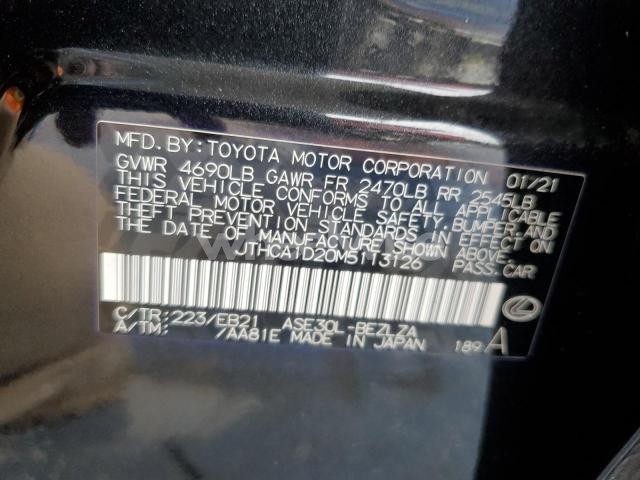 MFD. BY: TOYOTA MOTOR CORPORATION 01/21
GVWR 4690LB GAWR FR 2470LB RR 2545LB
THIS VEHICLE CONFORMS TO ALL APPLICABLE
FEDERAL MOTOR VEHICLE SAFETY, BUMPER, AND
THEFT PREVENTION STANDARDS IN EFFECT ON
THE DATE OF MANUFACTURE SHOWN ABOVE.
JTHCA1D20M5113126 PASS. CAR
C/TR: 223/EB21 ASE30L-BEZLZA
A/TM: /AA81E MADE IN JAPAN 189 A